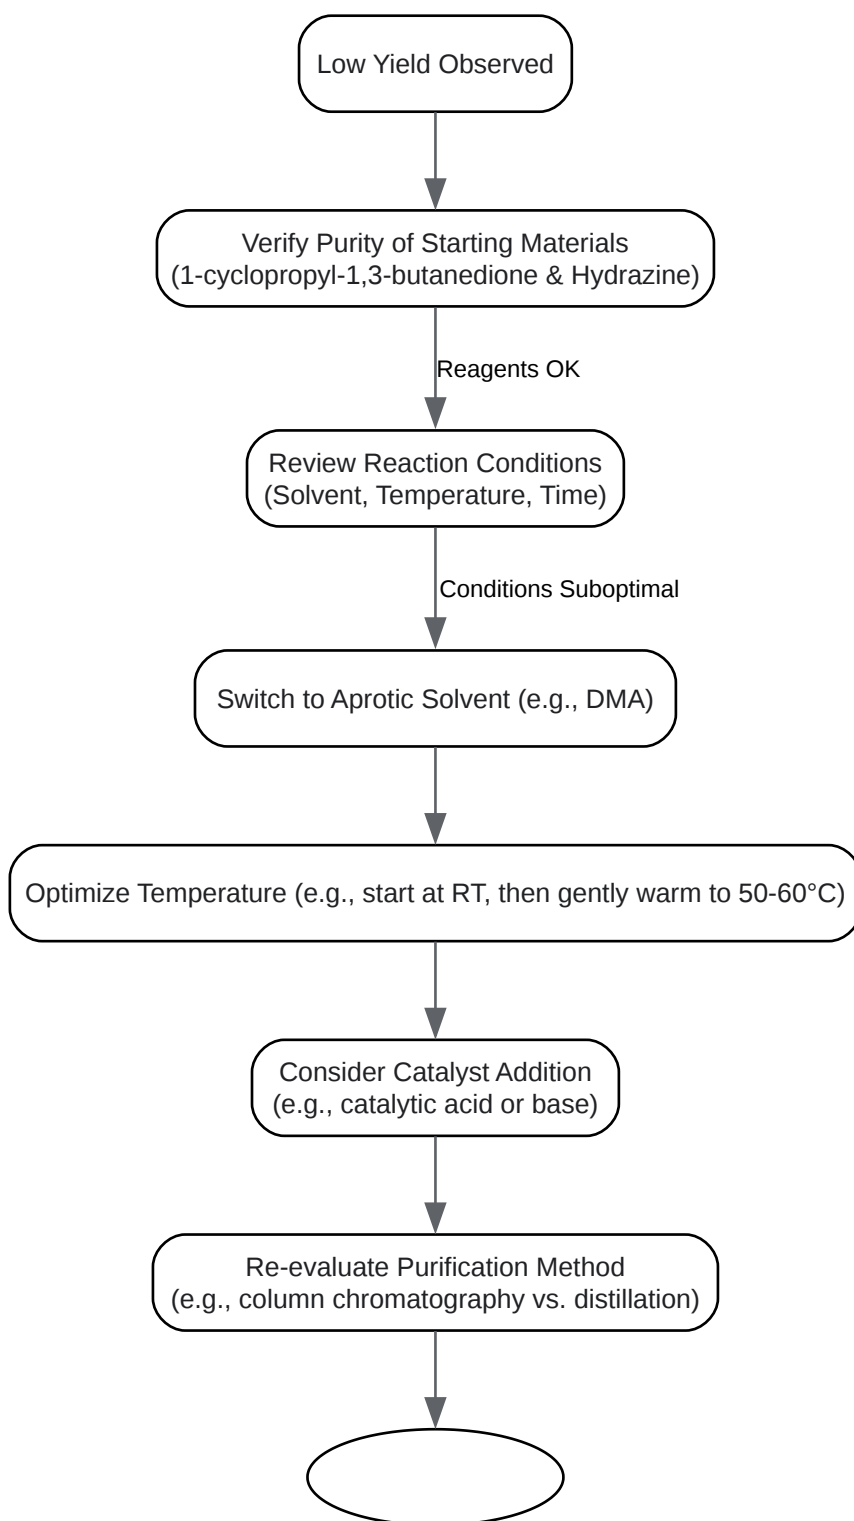 Low Yield Observed
Verify Purity of Starting Materials
(1-cyclopropyl-1,3-butanedione & Hydrazine)
Reagents OK
Review Reaction Conditions
(Solvent, Temperature, Time)
Conditions Suboptimal
Switch to Aprotic Solvent (e.g., DMA)
Optimize Temperature (e.g., start at RT, then gently warm to 50-60°C)
Consider Catalyst Addition
(e.g., catalytic acid or base)
Re-evaluate Purification Method
(e.g., column chromatography vs. distillation)